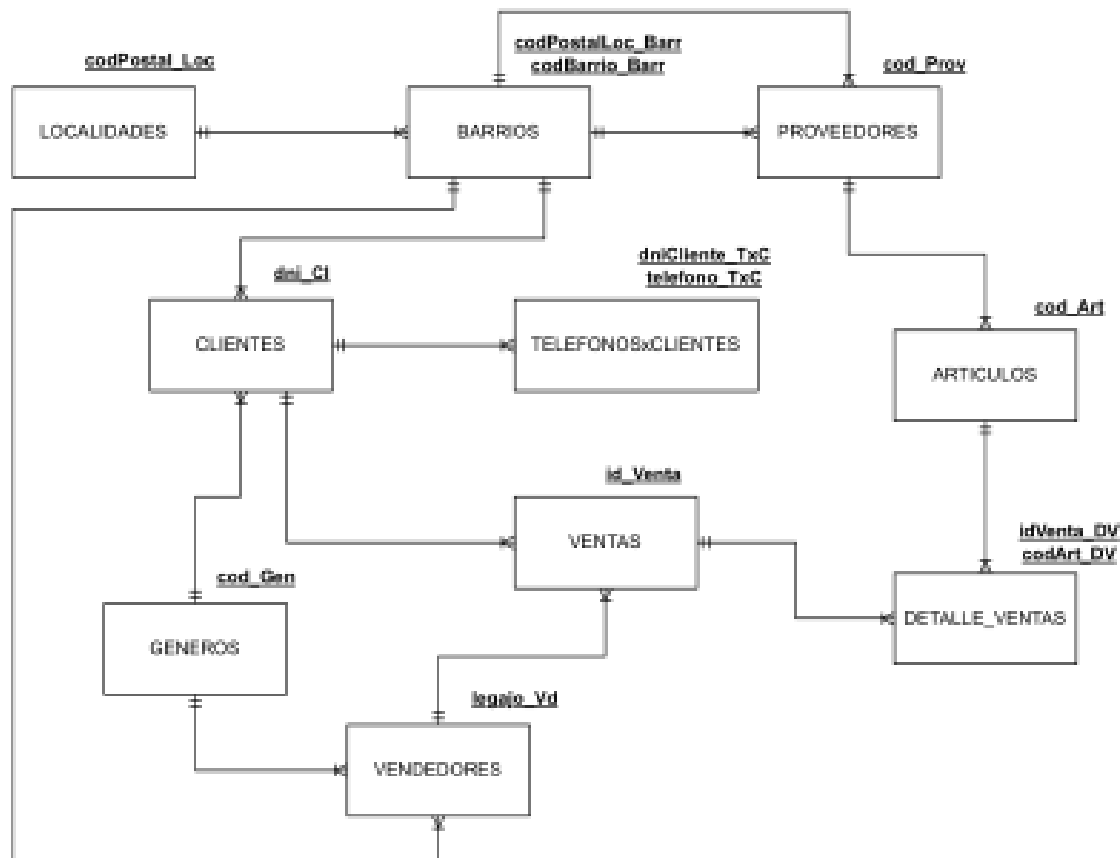 codPostalLoc_Barr
codBarrio_Barr
codPostal_Loc
cod_Prov
LOCALIDADES
BARRIOS
PROVEEDORES
dniCliente_TxC
telefono_TxC
dni_Cl
cod_Art
CLIENTES
TELEFONOSxCLIENTES
ARTICULOS
id_Venta
idVenta_DV
codArt_DV
VENTAS
cod_Gen
DETALLE_VENTAS
GENEROS
legajo_Vd
VENDEDORES